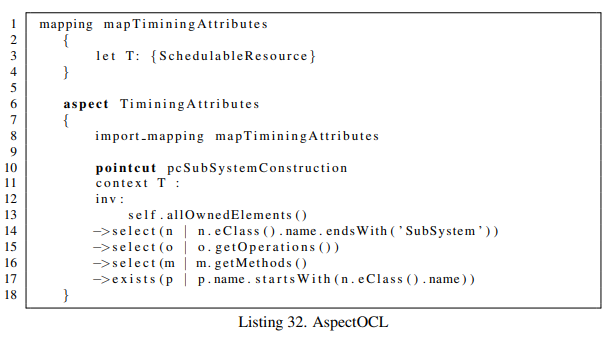 1 mapping mapTiminingAttributes
2 {
3 let T: {SchedulableResource}
4 }
5
6 aspect TiminingAttributes
7 {
8 import_mapping mapTiminingAttributes
9
10 pointcut pcSubSystemConstruction
11 context T :
12 inv:
13 self.allOwnedElements()
14 −>select(n | n.eClass().name.endsWith('SubSystem'))
15 −>select(o | o.getOperations())
16 −>select(m | m.getMethods()
17 −>exists(p | p.name.startsWith(n.eClass().name))
18 }
Listing 32. AspectOCL